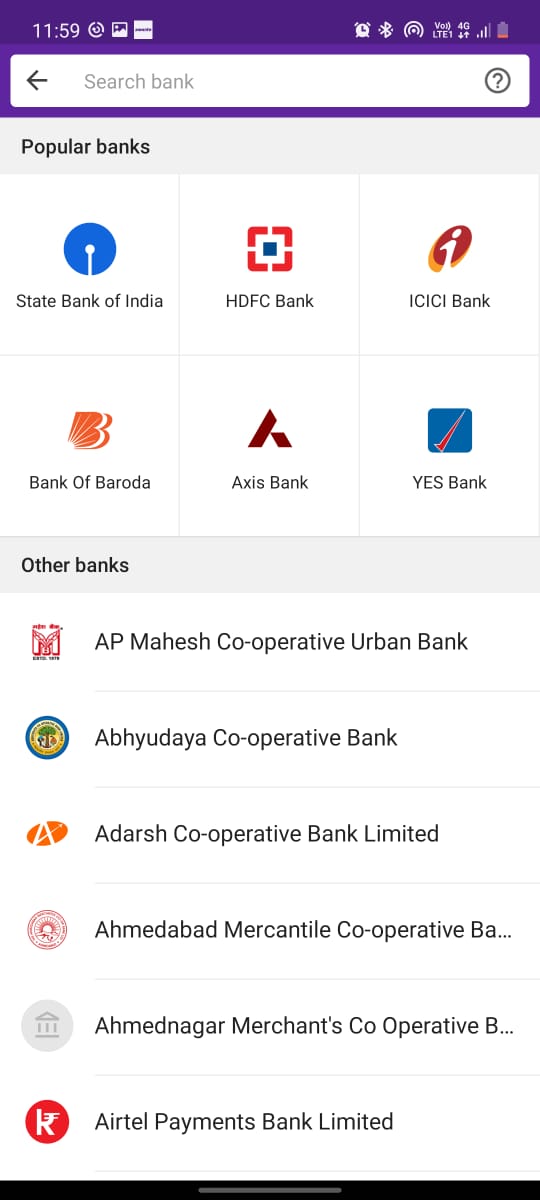 11:59
Vo)) 4G
LTE1
Search bank
Popular banks
State Bank of India
HDFC Bank
ICICI Bank
Bank Of Baroda
Axis Bank
YES Bank
Other banks
AP Mahesh Co-operative Urban Bank
Abhyudaya Co-operative Bank
Adarsh Co-operative Bank Limited
Ahmedabad Mercantile Co-operative Ba...
Ahmednagar Merchant's Co Operative B...
Airtel Payments Bank Limited